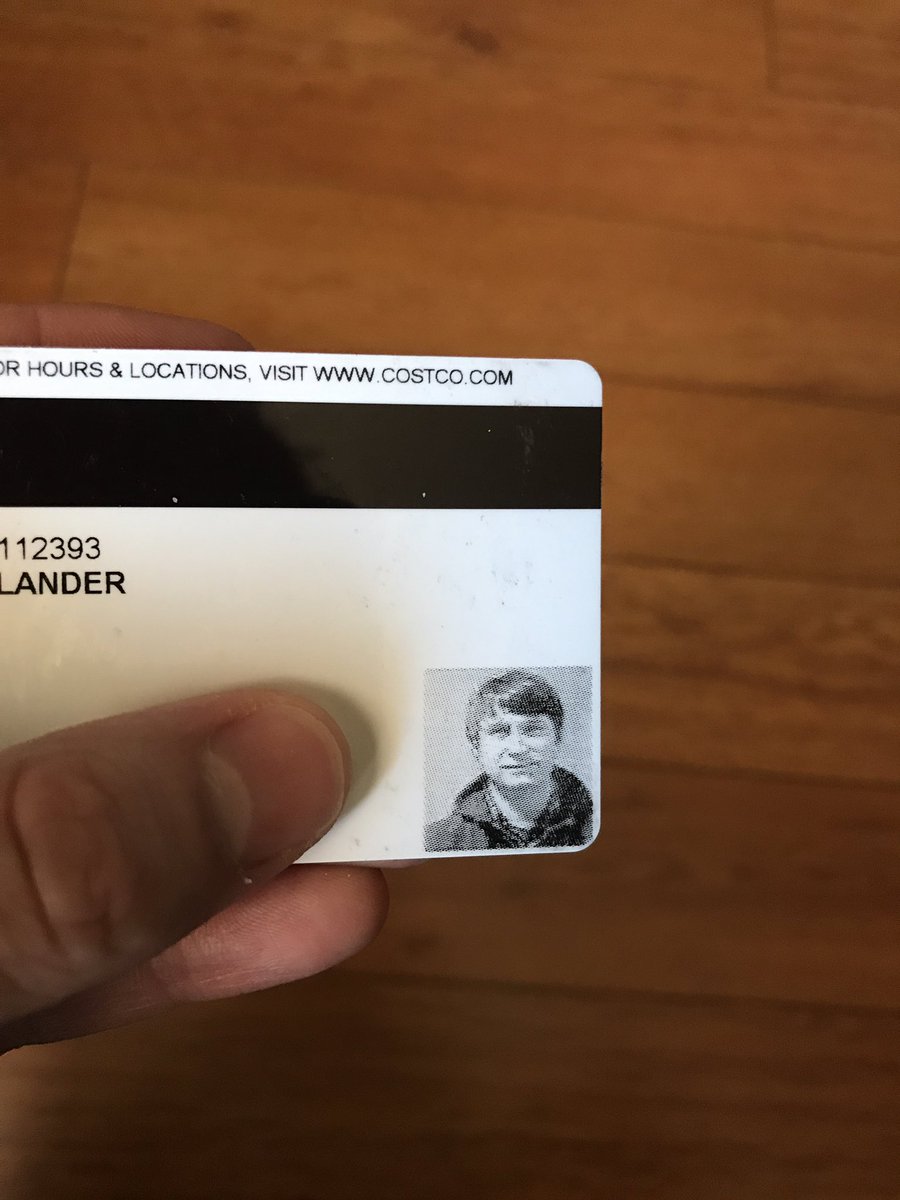 OR HOURS & LOCATIONS, VISIT WWW.COSTCO.COM
112393
LANDER